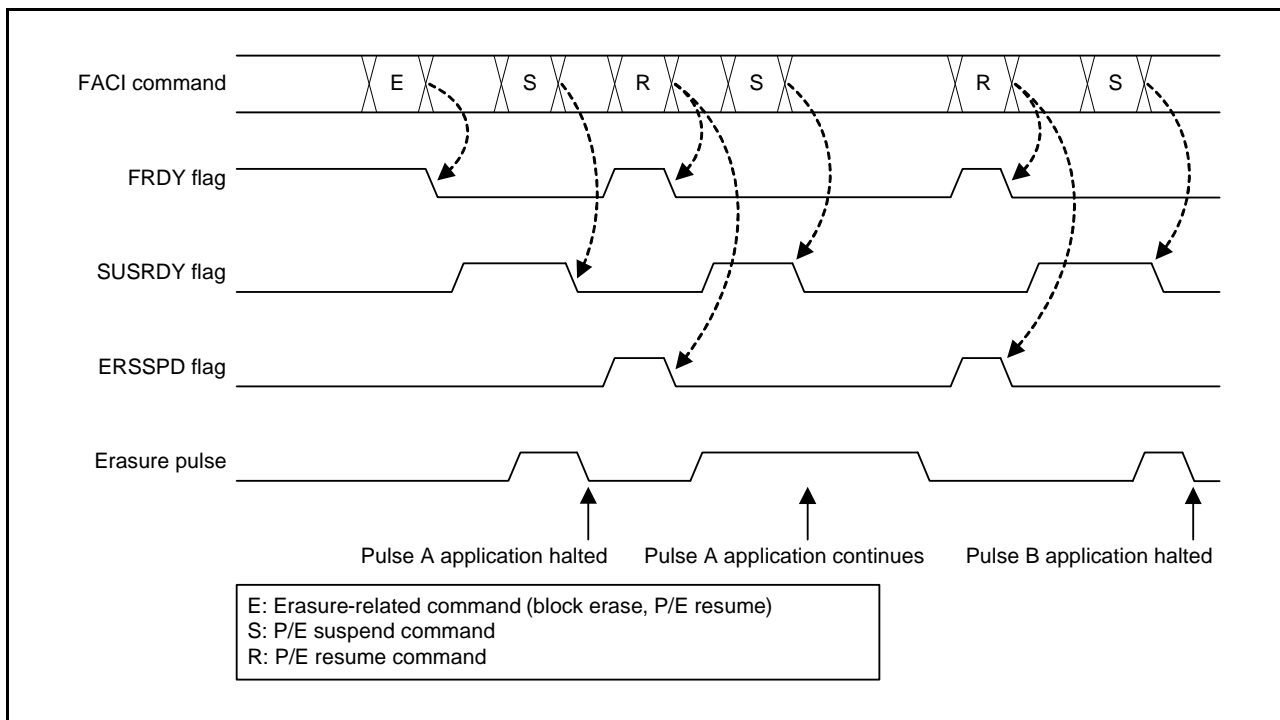 FACI command
E S R S R S
FRDY flag
SUSRDY flag
ERSSPD flag
Erasure pulse
Pulse A application halted Pulse A application continues Pulse B application halted
E: Erasure-related command (block erase, P/E resume)
S: P/E suspend command
R: P/E resume command